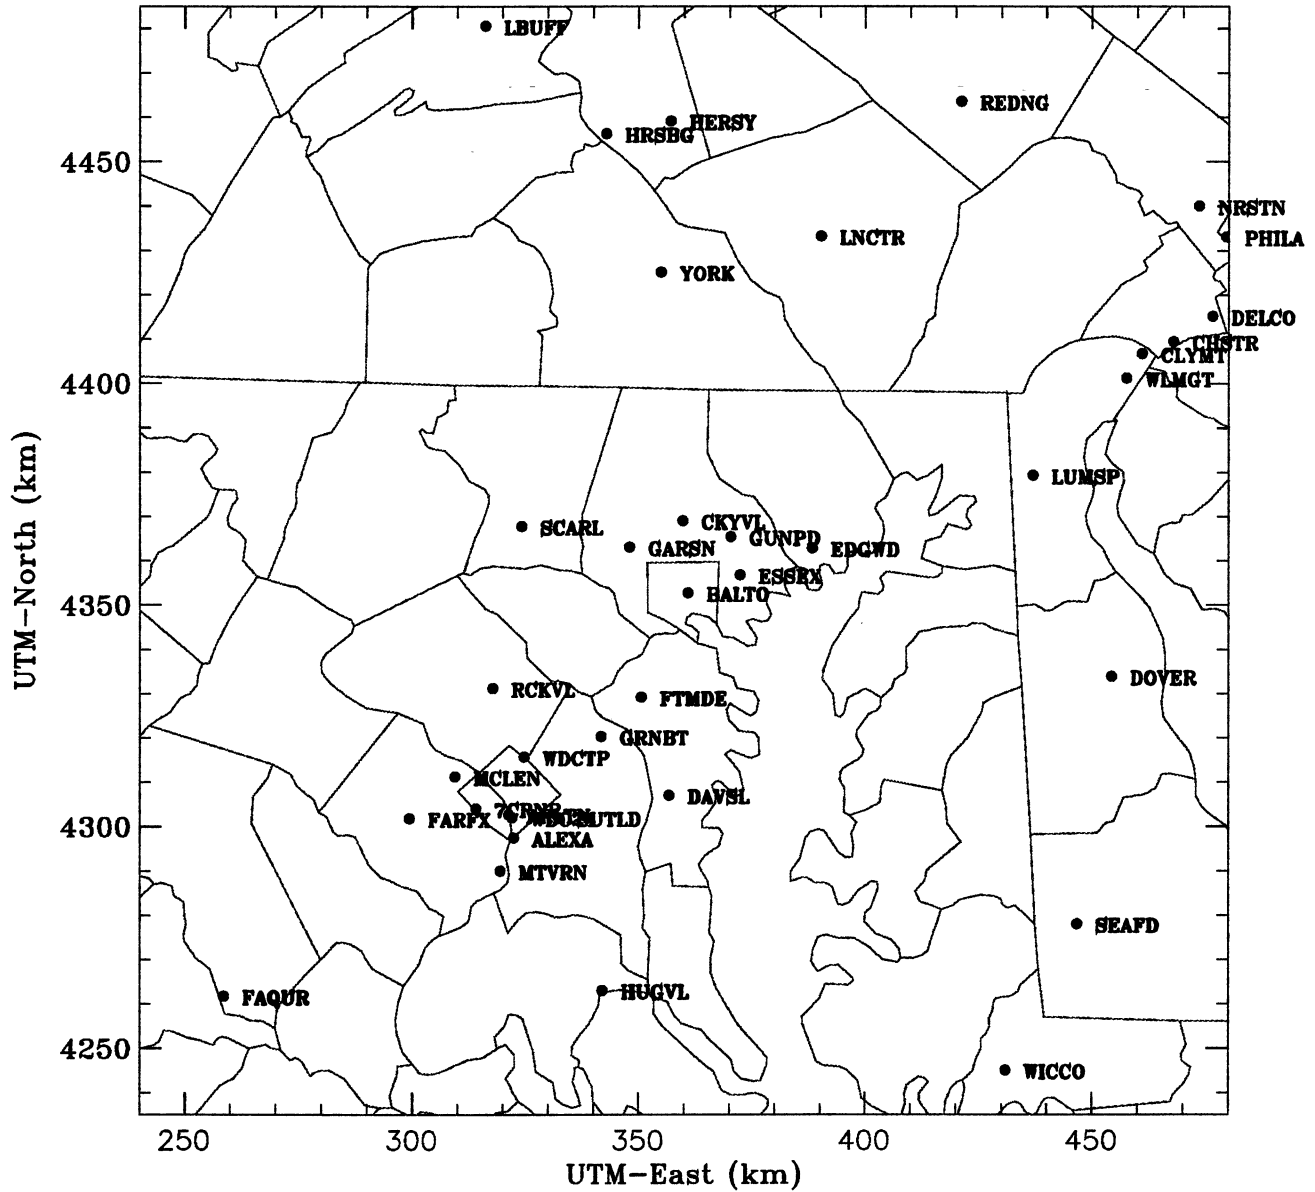 LBUFF
REDNG
HERSY
HRSBG
4450
NRSTN
LNCTR
PHILA
YORK
DELCO
CHSTR
CLYMT
WLMGT
4400
UTM-North (km)
LUMSP
CKYVL
SCARL
GUNPD
GARSN
EDGWD
ESSEX
BALTO
4350
DOVER
RCKVL
FTMDE
GRNBT
WDCTP
MCLEN
DAVSL
FARFX
SUTLD
4300
ALEXA
MTVRN
SEAFD
HUGVL
FAQUR
4250
WICCO
250 300 350 400 450
UTM-East (km)